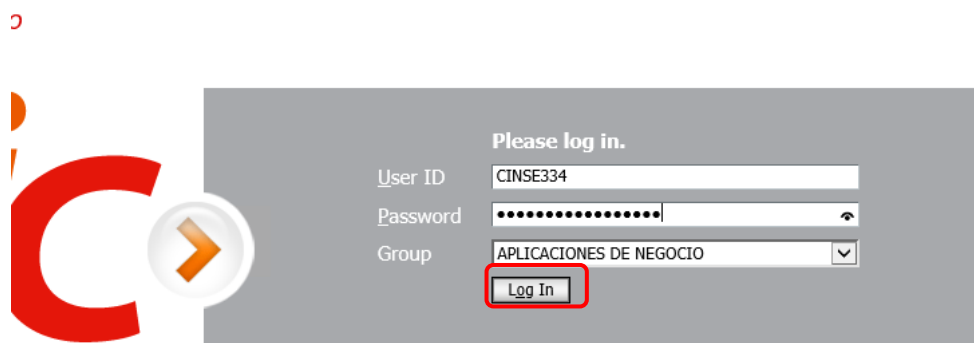 Please log in.
User ID CINSE334
Password •••••••••••••••••
Group APLICACIONES DE NEGOCIO
Log In